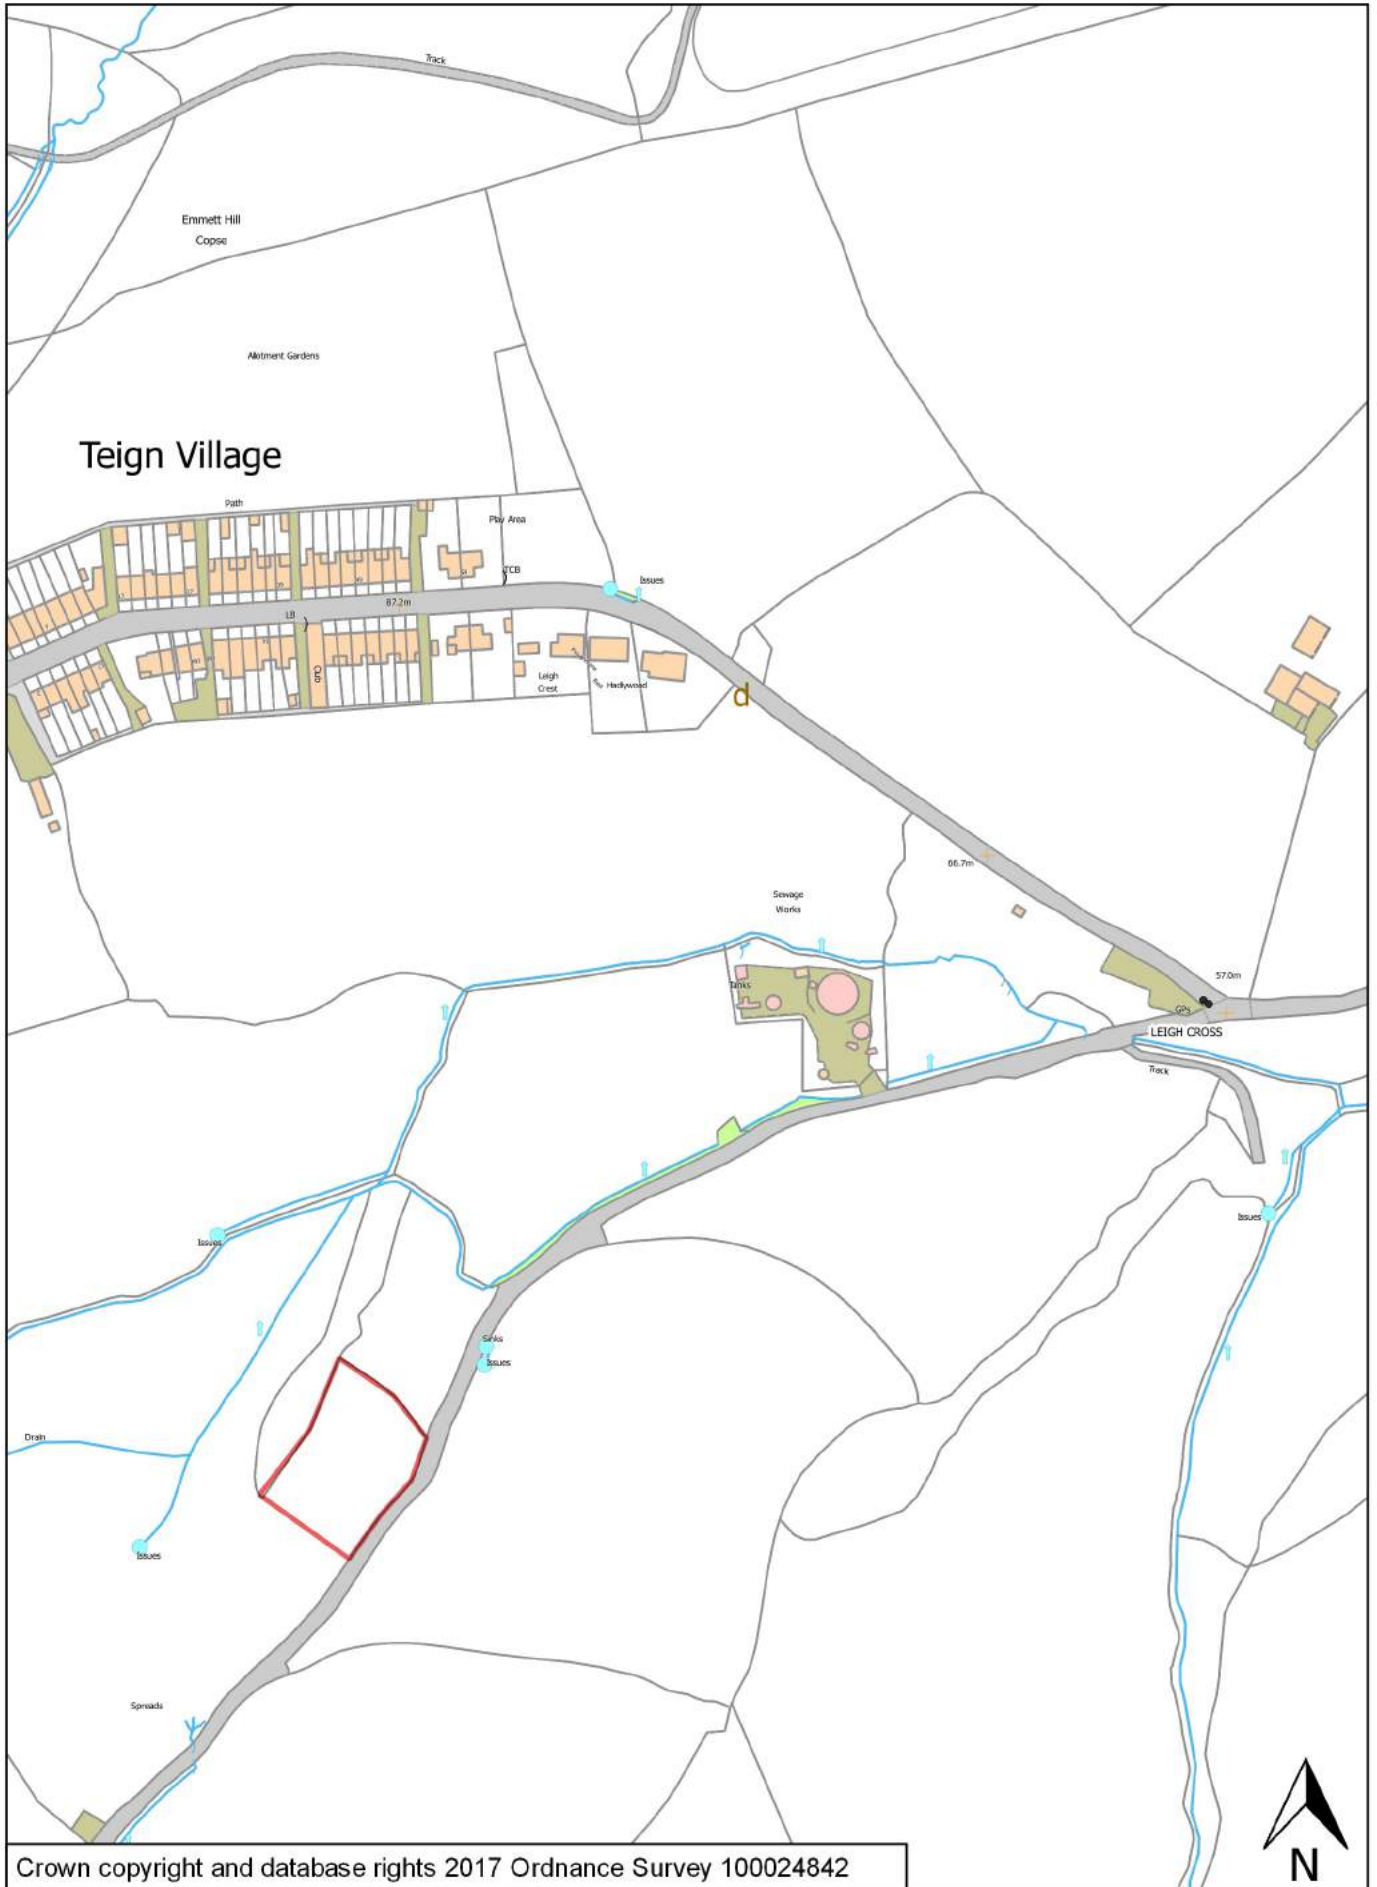 Track
Emmett Hill
Copse
Allotment Gardens
Teign Village
Path
Play Area
TCB
Issues
87.2m
LB
Club
Leigh
Crest
Hadlywood
d
66.7m
Sewage
Works
Tanks
57.0m
GPs
LEIGH CROSS
Track
Issues
Issues
Sinks
Issues
Drain
Issues
Spreads
N
Crown copyright and database rights 2017 Ordnance Survey 100024842